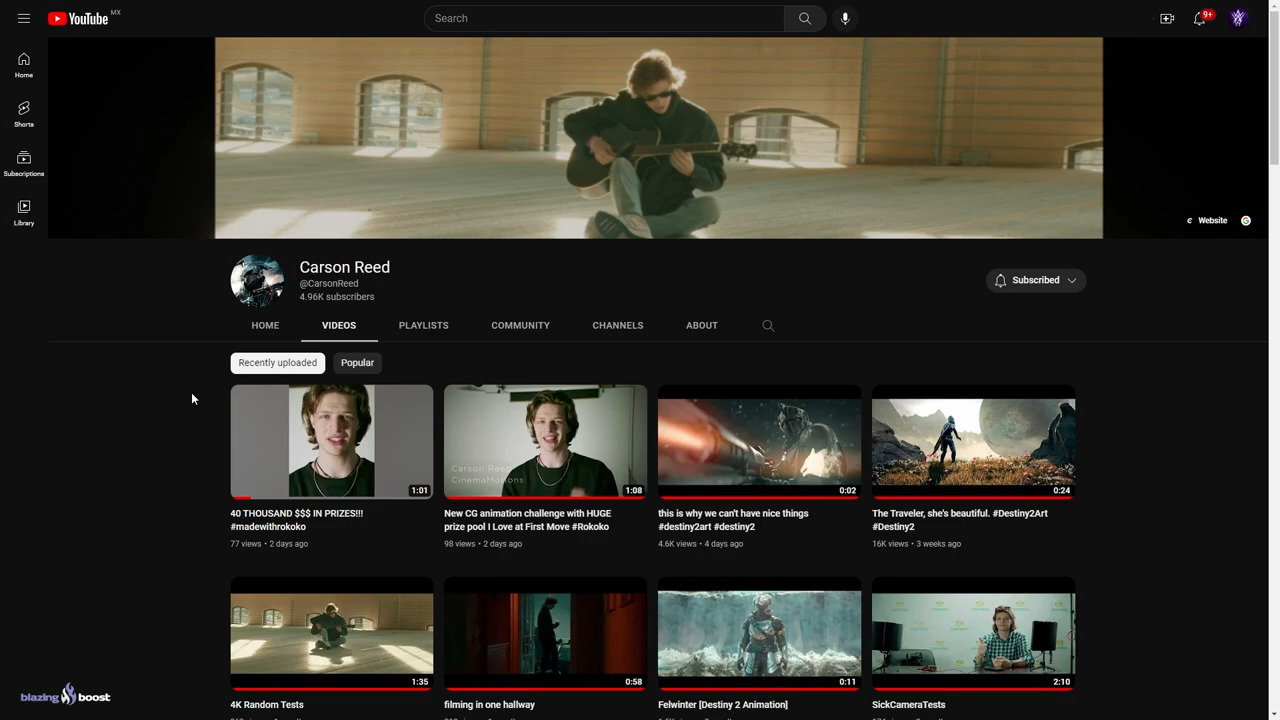 YouTube MX
Search
9+
Home
Shorts
Subscriptions
Library
Website
Carson Reed
@CarsonReed
4.96K subscribers
Subscribed
HOME VIDEOS PLAYLISTS COMMUNITY CHANNELS ABOUT
Recently uploaded Popular
1:01
40 THOUSAND $$$ IN PRIZES!!!
#madewithrokoko
77 views • 2 days ago
Carson Reed
CinemaMotions
1:08
New CG animation challenge with HUGE
prize pool I Love at First Move #Rokoko
98 views • 2 days ago
0:02
this is why we can't have nice things
#destiny2art #destiny2
4.6K views • 4 days ago
0:24
The Traveler, she's beautiful. #Destiny2Art
#Destiny2
16K views • 3 weeks ago
1:35
4K Random Tests
0:58
filming in one hallway
0:11
Felwinter [Destiny 2 Animation]
2:10
SickCameraTests
blazing boost